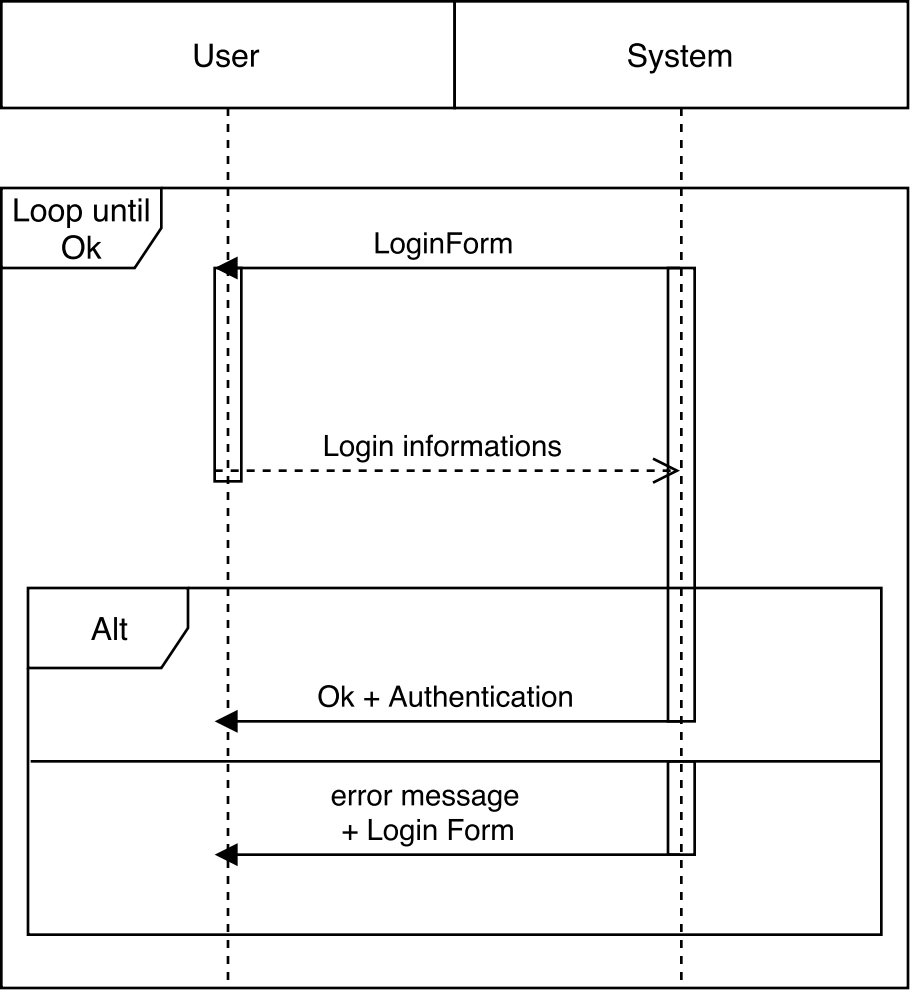 User
System
Loop until
Ok
LoginForm
Login informations
Alt
Ok + Authentication
error message
+ Login Form